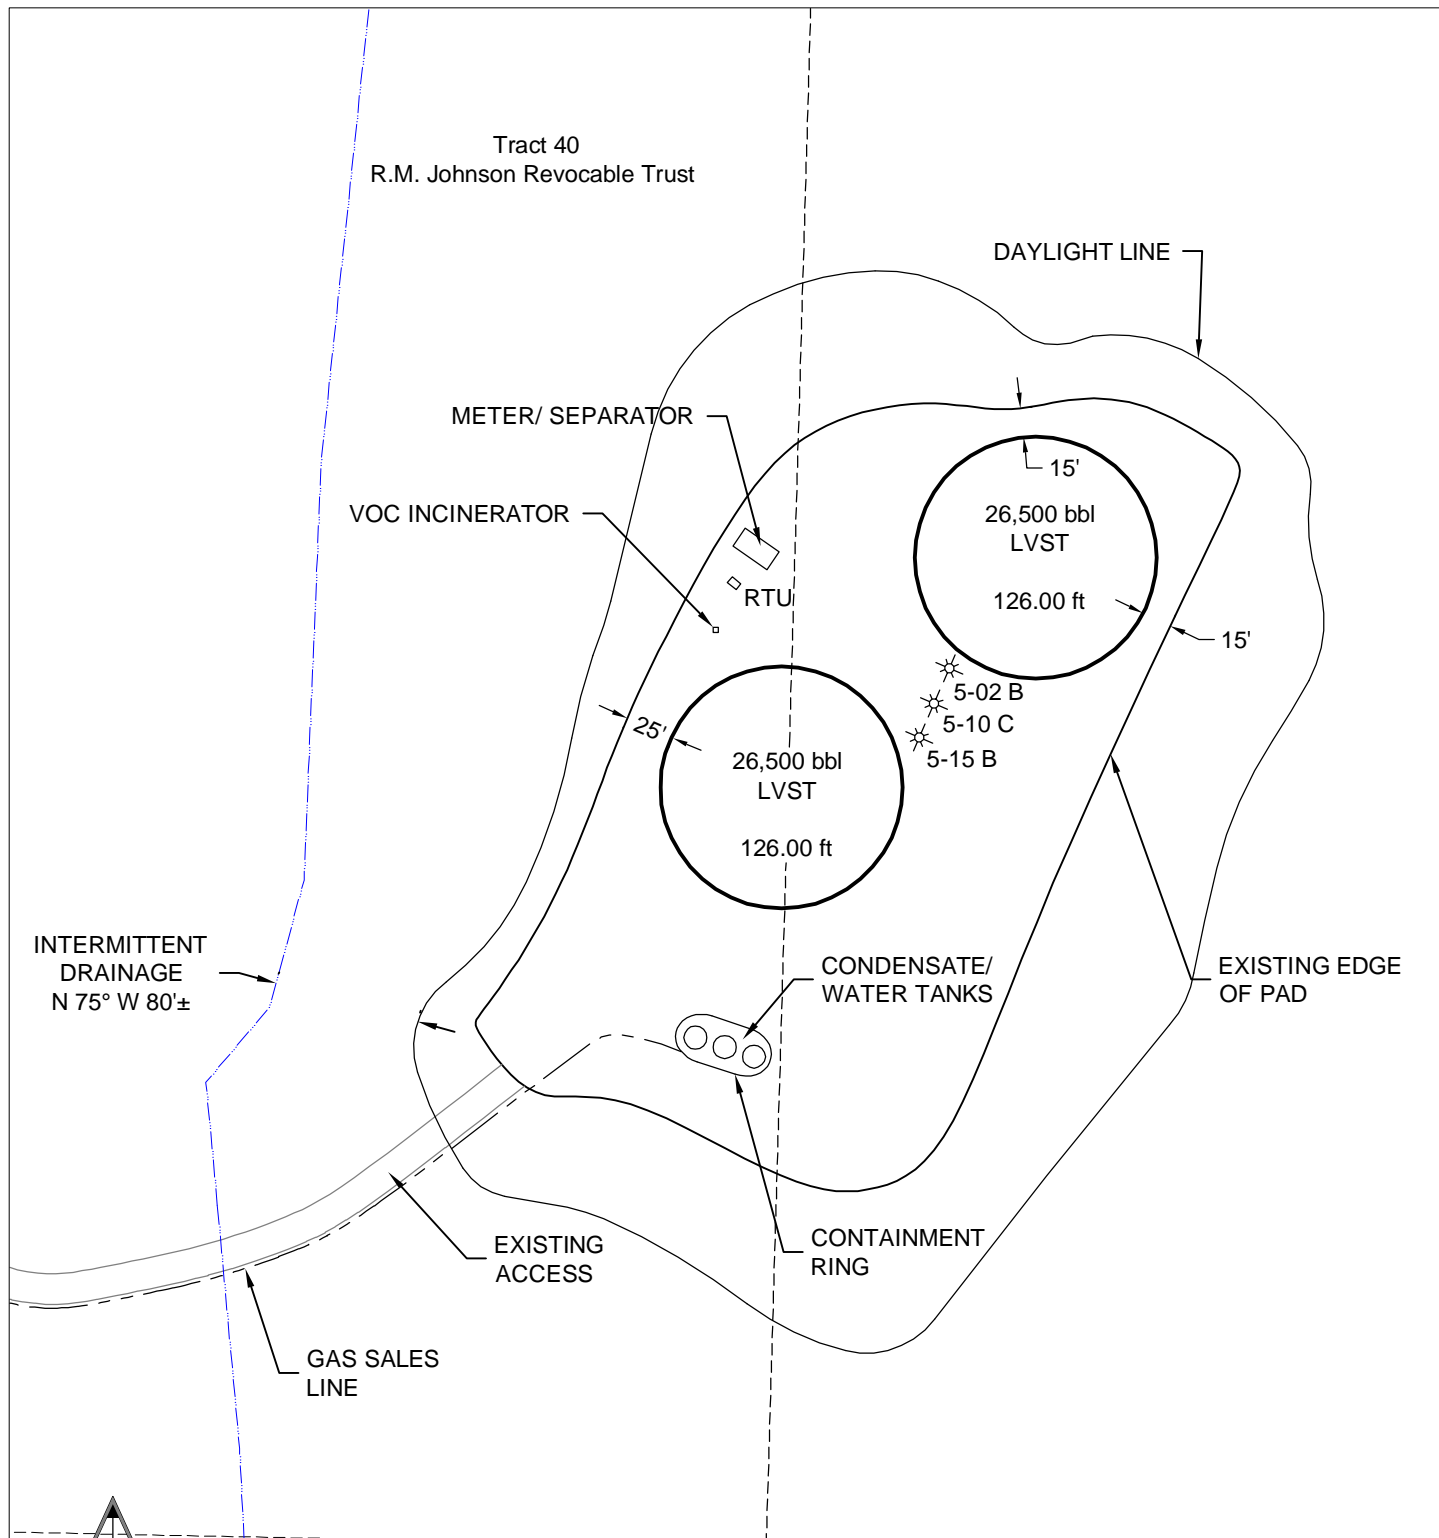 Tract 40
R.M. Johnson Revocable Trust
DAYLIGHT LINE
METER/ SEPARATOR
15'
VOC INCINERATOR
26,500 bbl
LVST
126.00 ft
RTU
15'
5-02 B
5-10 C
5-15 B
25'
26,500 bbl
LVST
126.00 ft
INTERMITTENT
DRAINAGE
N 75° W 80'±
CONDENSATE/
WATER TANKS
EXISTING EDGE
OF PAD
EXISTING
ACCESS
CONTAINMENT
RING
GAS SALES
LINE